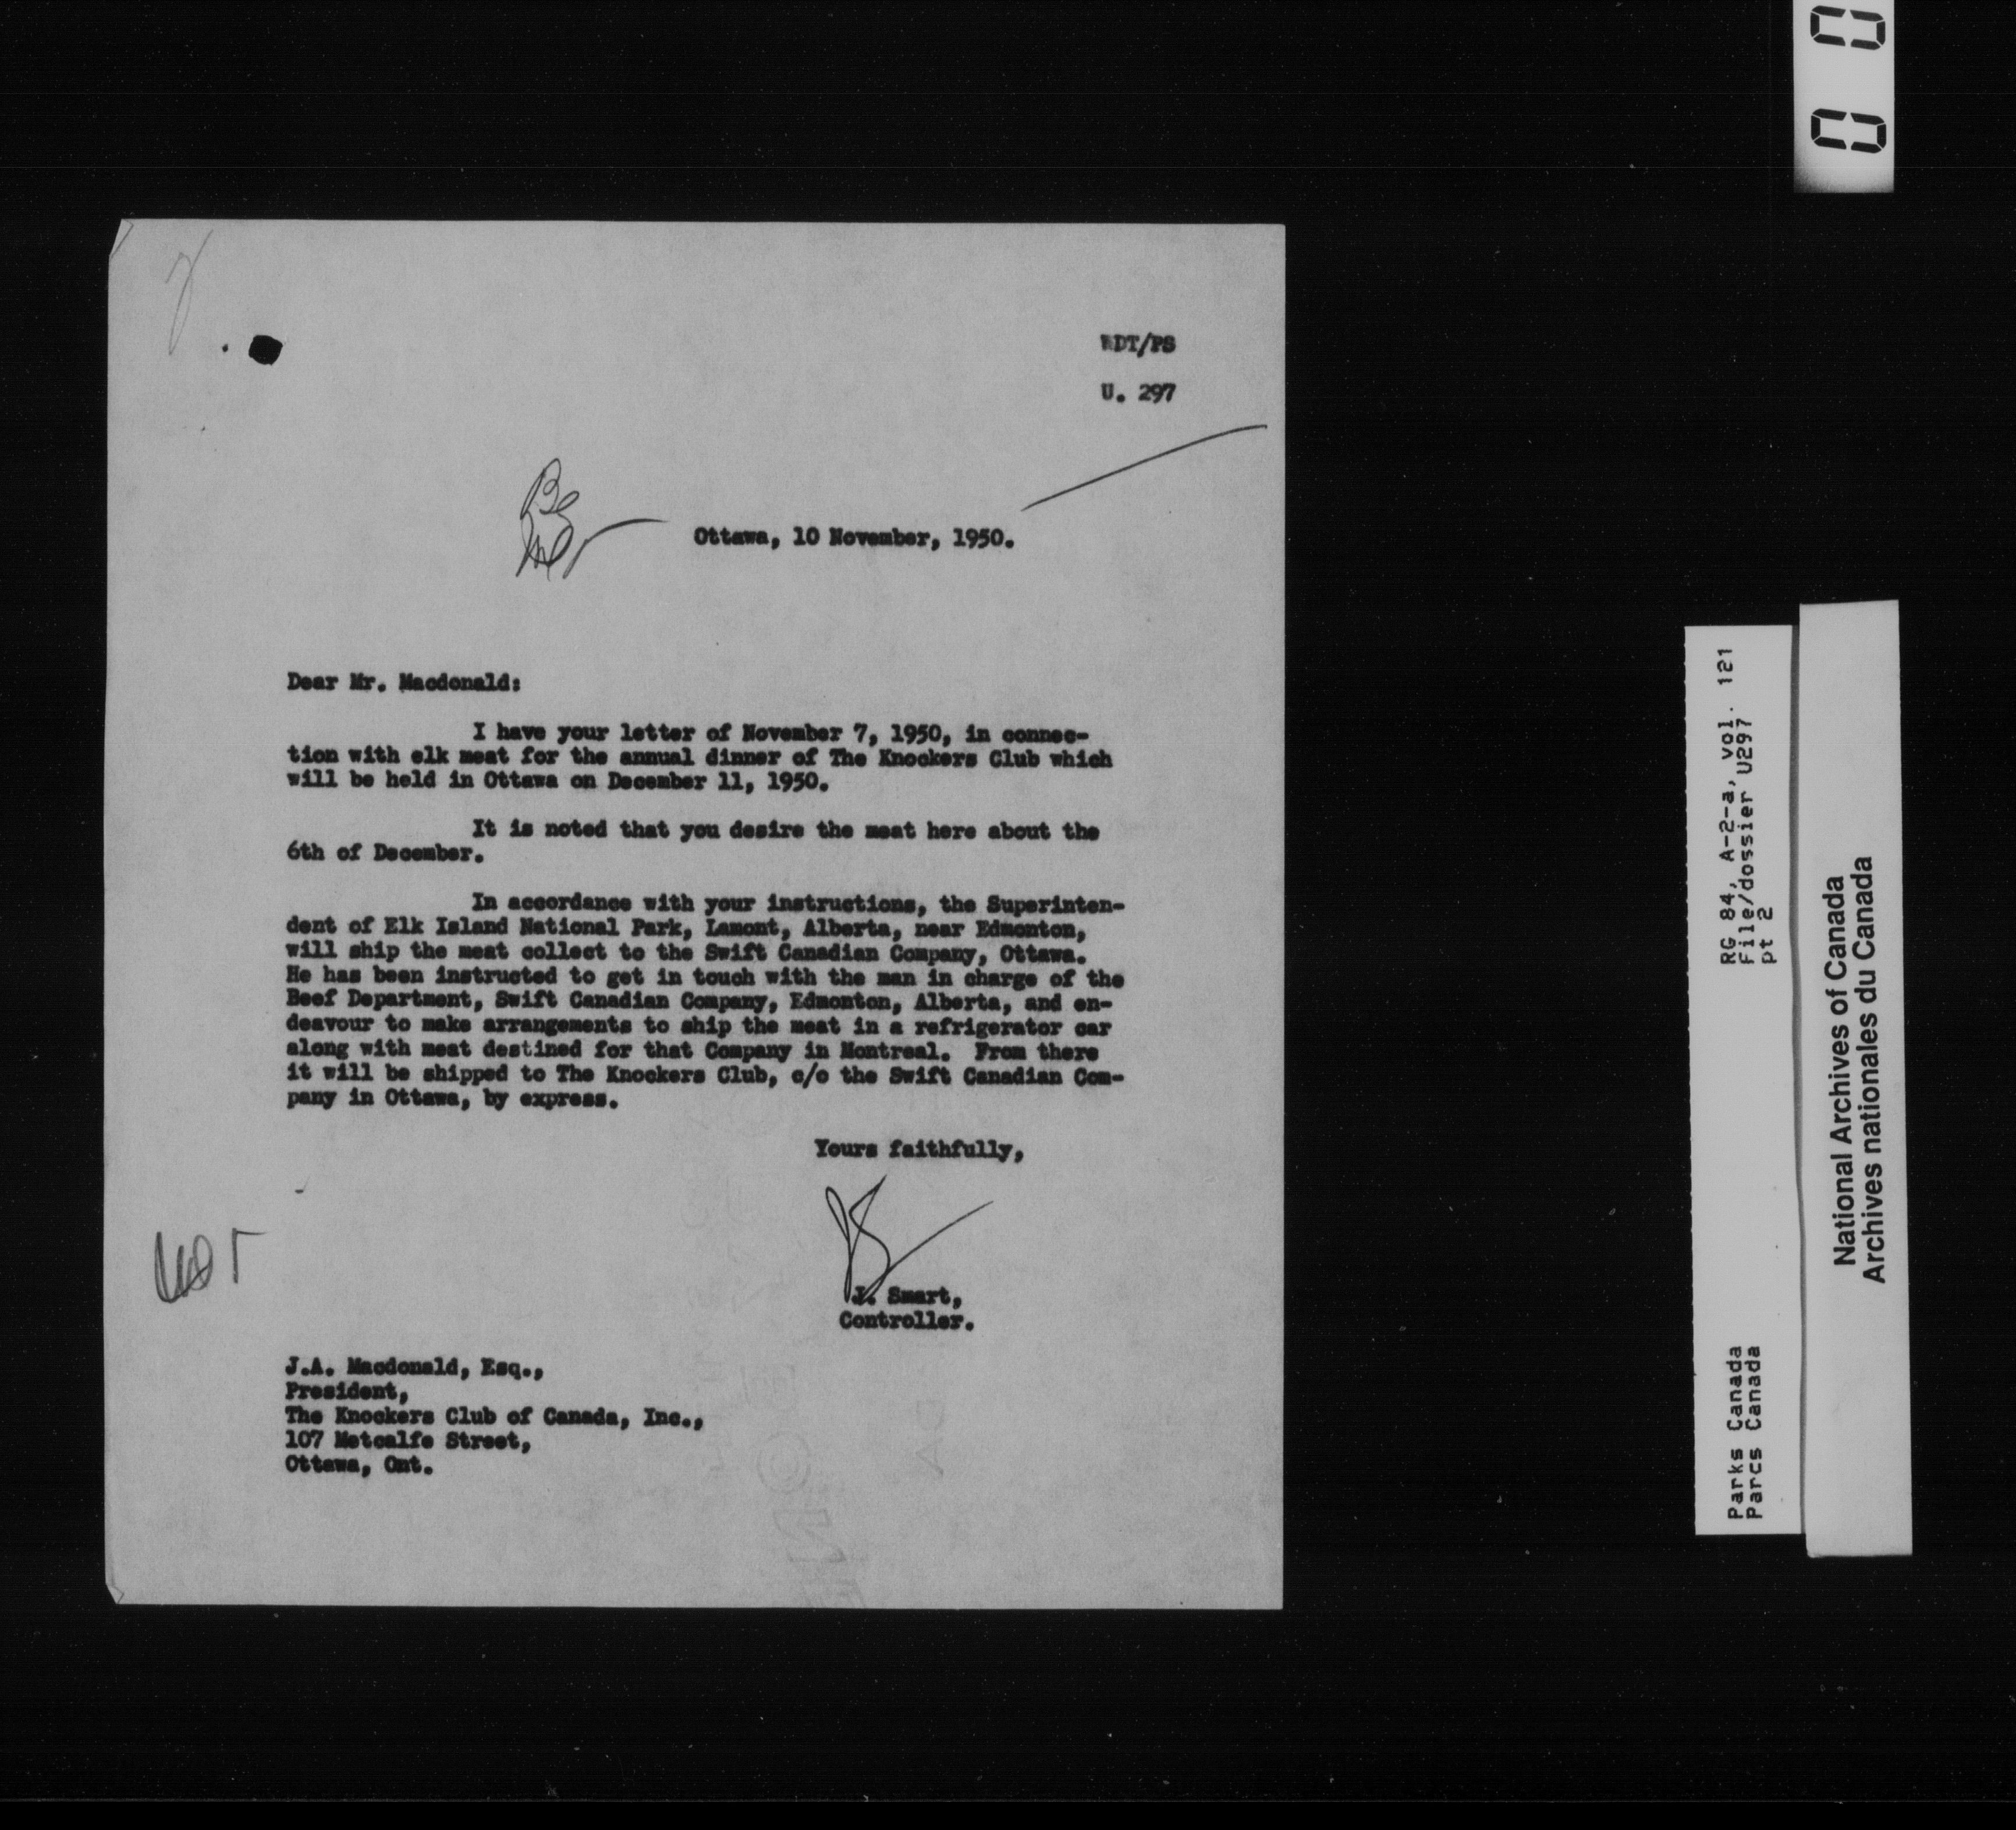 WDT/PS
U. 297
Ottawa, 10 November, 1950.
Dear Mr. Macdonald:
I have your letter of November 7, 1950, in connec-
tion with elk meat for the annual dinner of The Knockers Club which
will be held in Ottawa on December 11, 1950.
It is noted that you desire the meat here about the
6th of December.
In accordance with your instructions, the Superinten-
dent of Elk Island National Park, Lamont, Alberta, near Edmonton,
will ship the meat collect to the Swift Canadian Company, Ottawa.
He has been instructed to get in touch with the man in charge of the
Beef Department, Swift Canadian Company, Edmonton, Alberta, and en-
deavour to make arrangements to ship the meat in a refrigerator car
along with meat destined for that Company in Montreal. From there
it will be shipped to The Knockers Club, c/o the Swift Canadian Com-
pany in Ottawa, by express.
Yours faithfully,
JS
J. Smart,
Controller.
WDT
J.A. Macdonald, Esq.,
President,
The Knockers Club of Canada, Inc.,
107 Metcalfe Street,
Ottawa, Ont.
0 0
RG 84, A-2-a, vol. 121
File/dossier U297
pt 2
Parks Canada
Parcs Canada
National Archives of Canada
Archives nationales du Canada